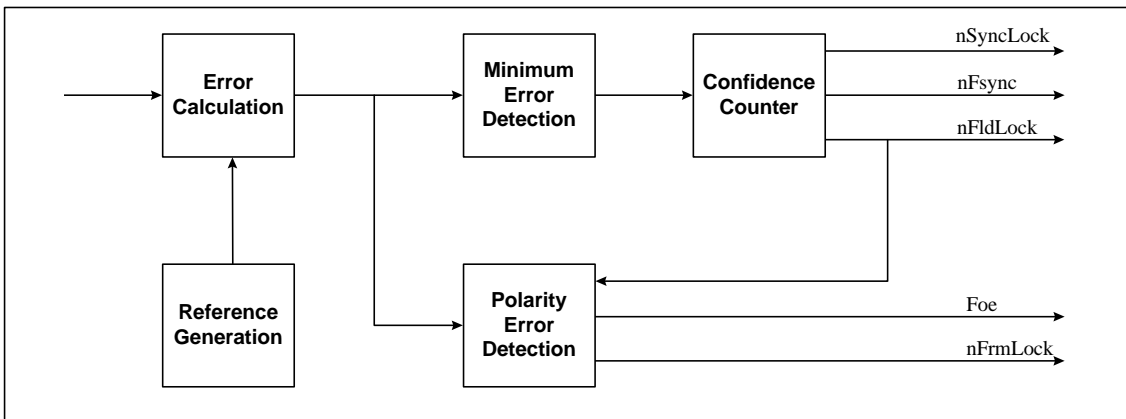 Error
Calculation
Minimum
Error
Detection
Confidence
Counter
nSyncLock
nFsync
nFldLock
Reference
Generation
Polarity
Error
Detection
Foe
nFrmLock